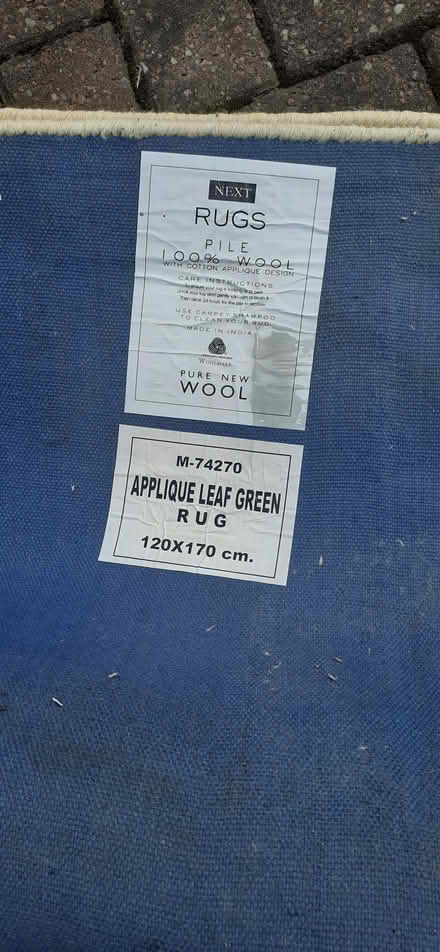 NEXT
RUGS
PILE
100% WOOL
WITH COTTON APPLIQUE DESIGN
CARE INSTRUCTIONS
USE CARPET SHAMPOO
TO CLEAN YOUR RUG
MADE IN INDIA
WOOLMARK
PURE NEW
WOOL
M-74270
APPLIQUE LEAF GREEN
RUG
120X170 cm.